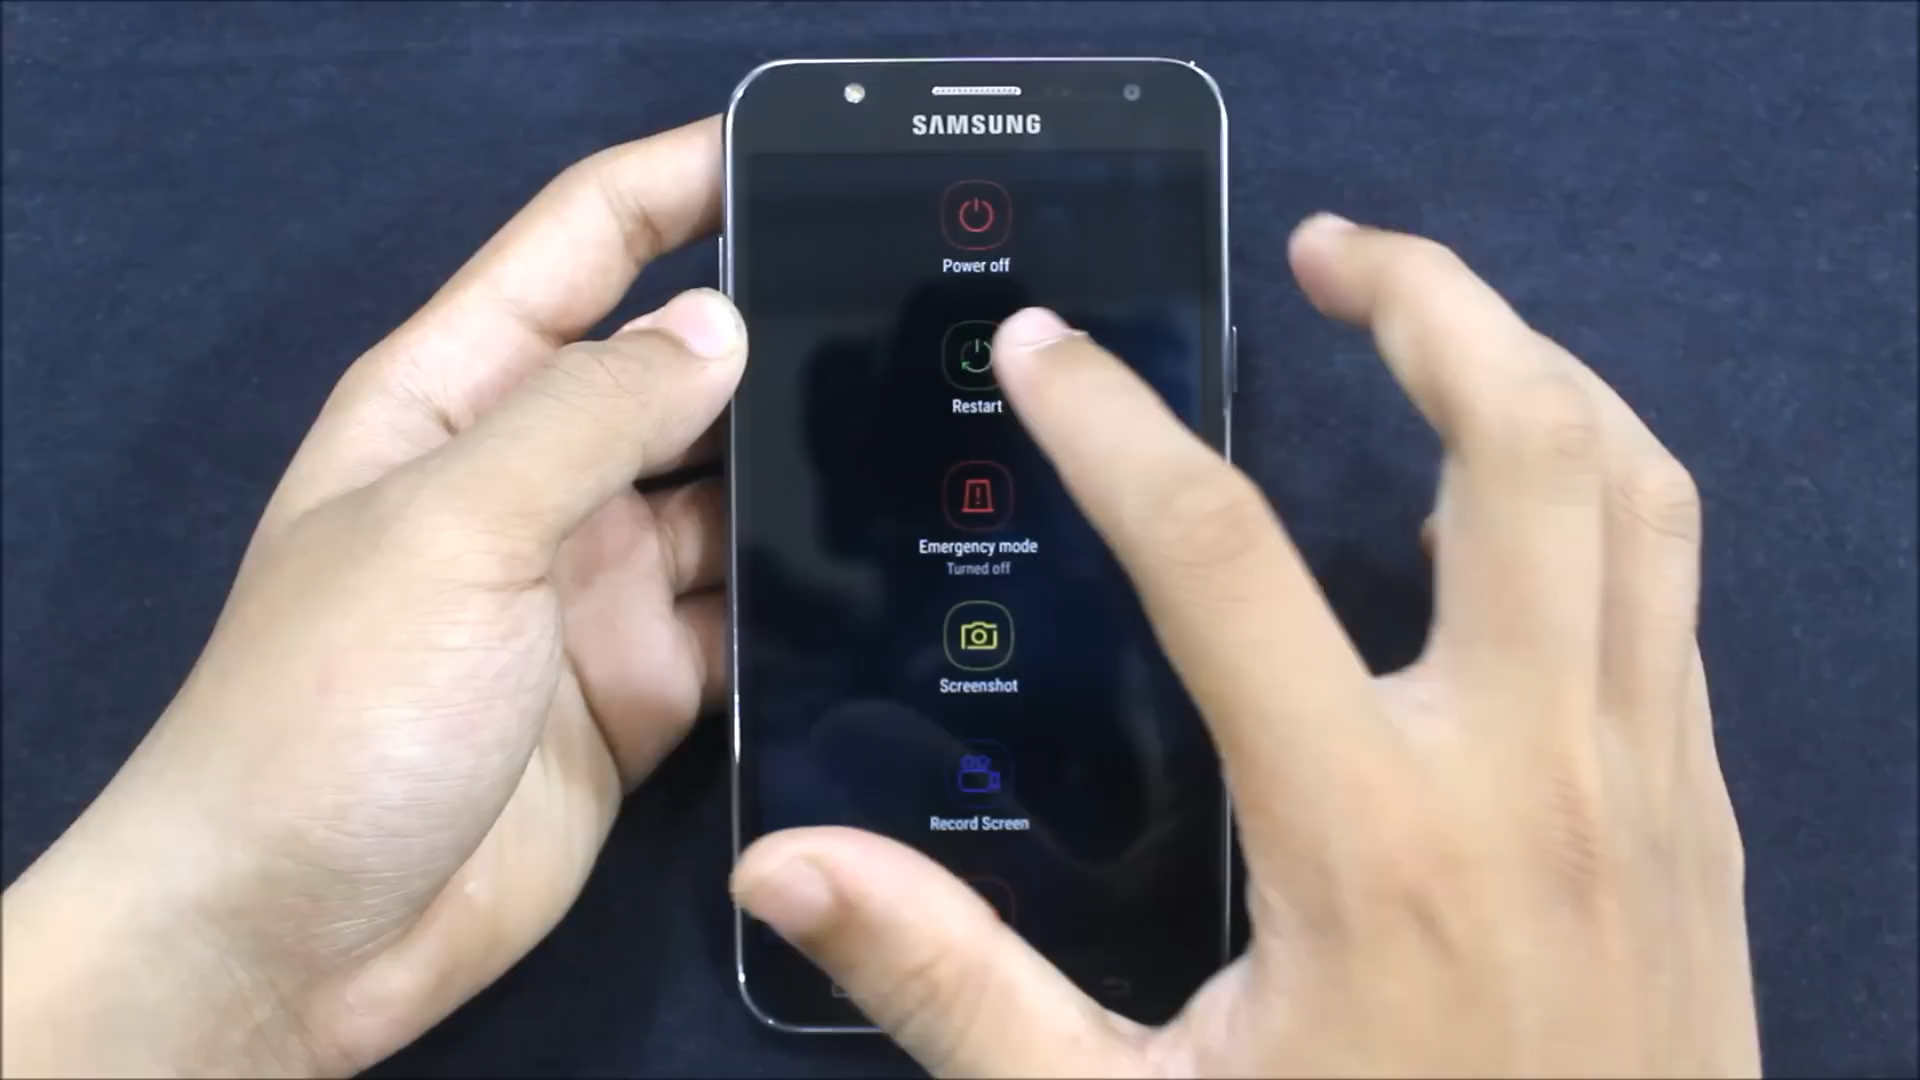 SAMSUNG
Power off
Restart
Emergency mode
Turned off
Screenshot
Record Screen